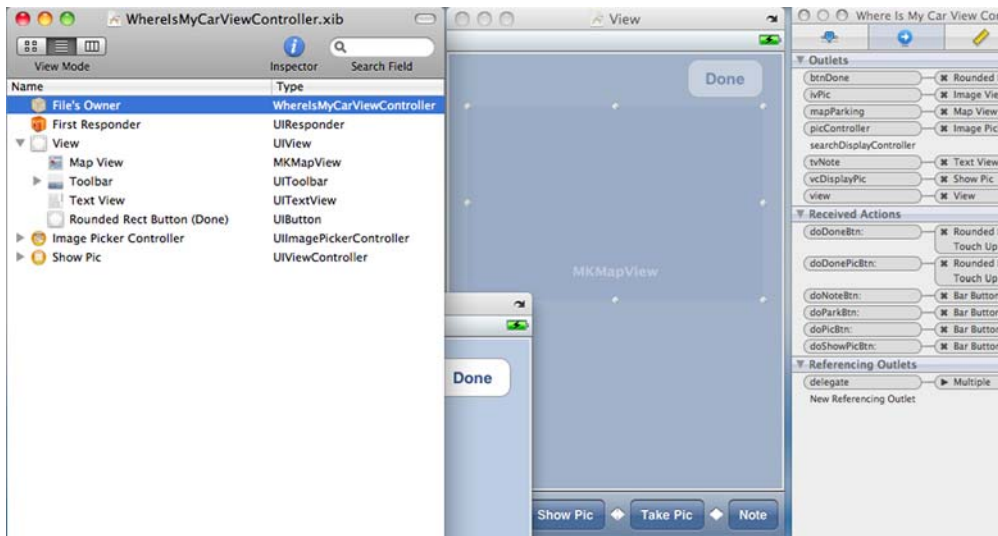 WhereIsMyCarViewController.xib
View Mode
Inspector
Search Field
Name Type
File's Owner WhereIsMyCarViewController
First Responder UIResponder
View UIView
Map View MKMapView
Toolbar UIToolbar
Text View UITextView
Rounded Rect Button (Done) UIButton
Image Picker Controller UIImagePickerController
Show Pic UIViewController
View
Done
MKMapView
Done
Show Pic
Take Pic
Note
Where Is My Car View Con
Outlets
btnDone Rounded
ivPic Image Vie
mapParking Map View
picController Image Pic
searchDisplayController
tvNote Text View
vcDisplayPic Show Pic
view View
Received Actions
doDoneBtn: Rounded
Touch Up
doDonePicBtn: Rounded
Touch Up
doNoteBtn: Bar Button
doParkBtn: Bar Button
doPicBtn: Bar Button
doShowPicBtn: Bar Button
Referencing Outlets
delegate Multiple
New Referencing Outlet